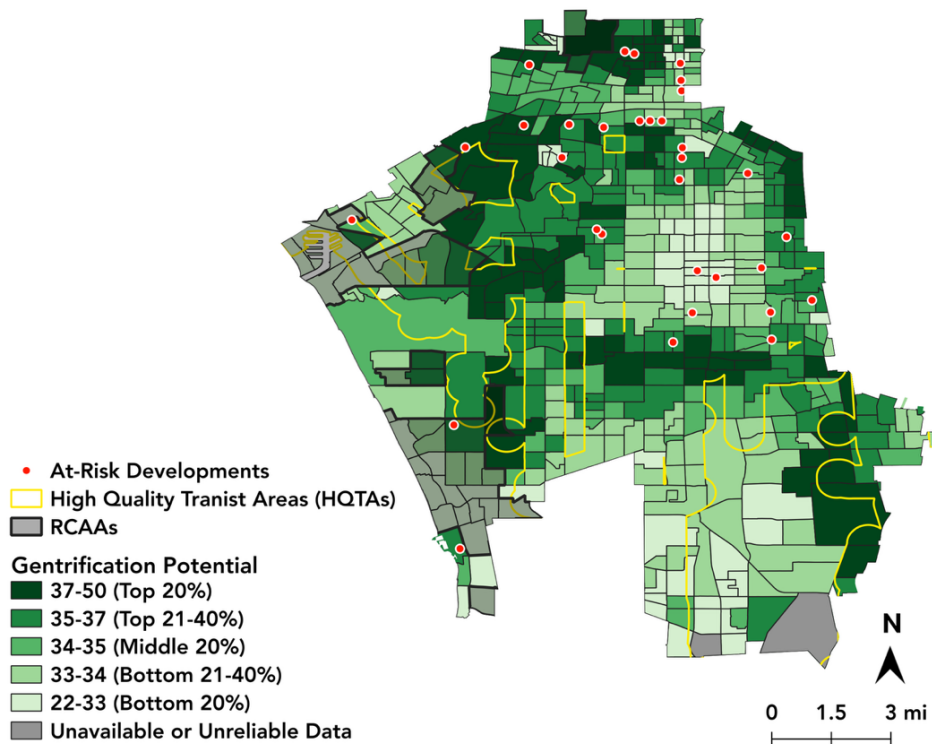 At-Risk Developments
High Quality Tranist Areas (HQTAs)
RCAAs
Gentrification Potential
37-50 (Top 20%)
35-37 (Top 21-40%)
34-35 (Middle 20%)
33-34 (Bottom 21-40%)
22-33 (Bottom 20%)
Unavailable or Unreliable Data
N
0 1.5 3 mi